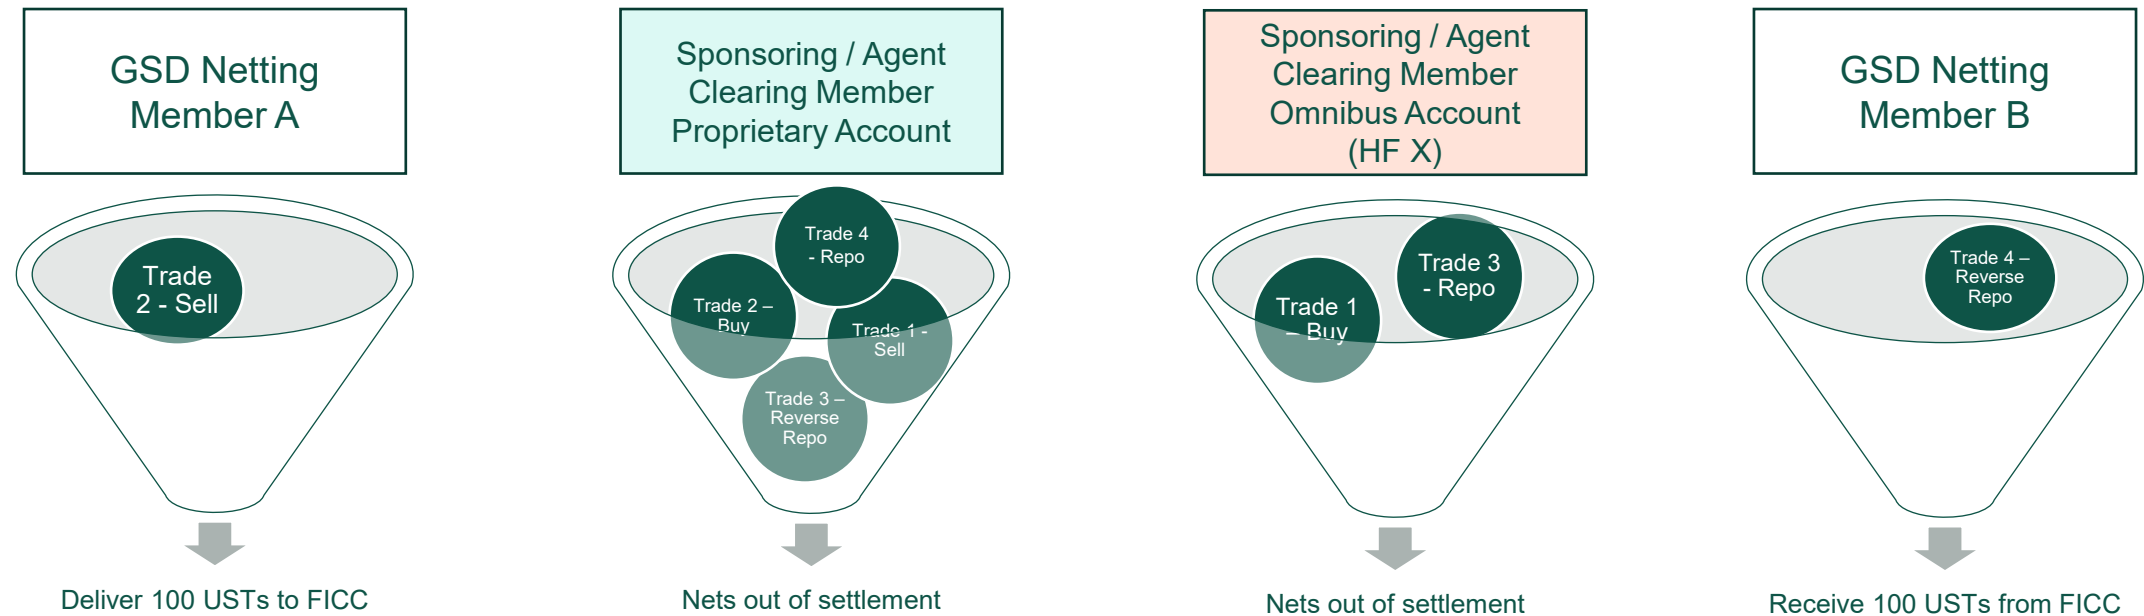 GSD Netting
Member A
Sponsoring / Agent
Clearing Member
Proprietary Account
Sponsoring / Agent
Clearing Member
Omnibus Account
(HF X)
GSD Netting
Member B
Trade
2 - Sell
Trade 4
- Repo
Trade 2 –
Buy
Trade 1 -
Sell
Trade 3 –
Reverse
Repo
Trade 1
– Buy
Trade 3
- Repo
Trade 4 –
Reverse
Repo
Deliver 100 USTs to FICC
Nets out of settlement
Nets out of settlement
Receive 100 USTs from FICC